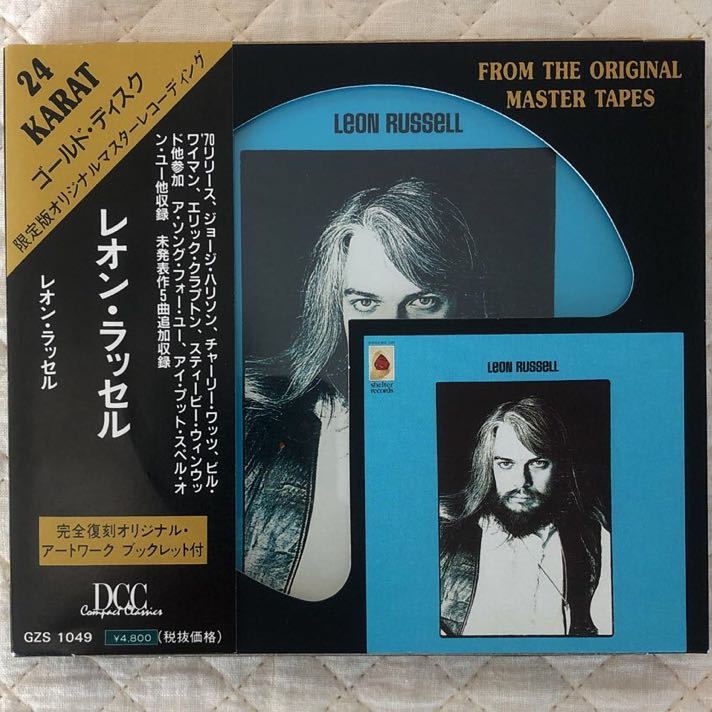 24
KARAT
ゴールド・ディスク
限定版オリジナルマスターレコーディング
'70リリース、ジョージ・ハリソン、チャーリー・ワッツ、ビル・
ワイマン、エリック・クラプトン、スティービー・ウィンウッ
ド他参加 ア・ソング・フォー・ユー、アイ・プット・スペル・オ
ン・ユー他収録 未発表作5曲追加収録
レオン・ラッセル
レオン・ラッセル
完全復刻オリジナル・
アートワーク ブックレット付
DCC
Compact Classics
GZS 1049 ¥4,800 (税抜価格)
FROM THE ORIGINAL
MASTER TAPES
LEON RUSSELL
shelter
records
LEON RUSSELL